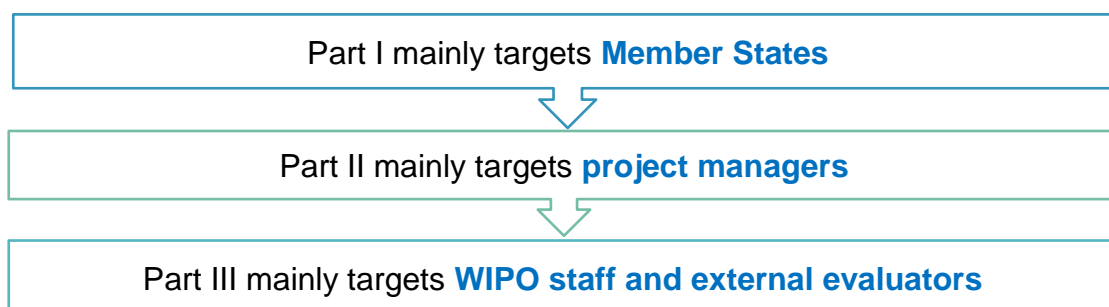 Part I mainly targets Member States
Part II mainly targets project managers
Part III mainly targets WIPO staff and external evaluators